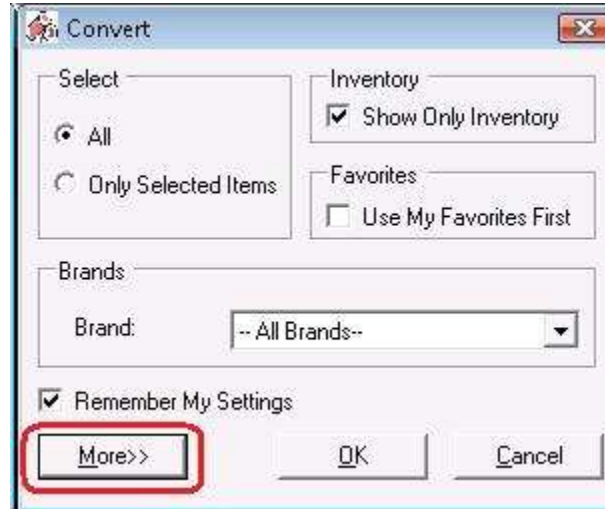 Convert
Select
All
Only Selected Items
Inventory
Show Only Inventory
Favorites
Use My Favorites First
Brands
Brand:
-- All Brands--
Remember My Settings
More>>
OK
Cancel